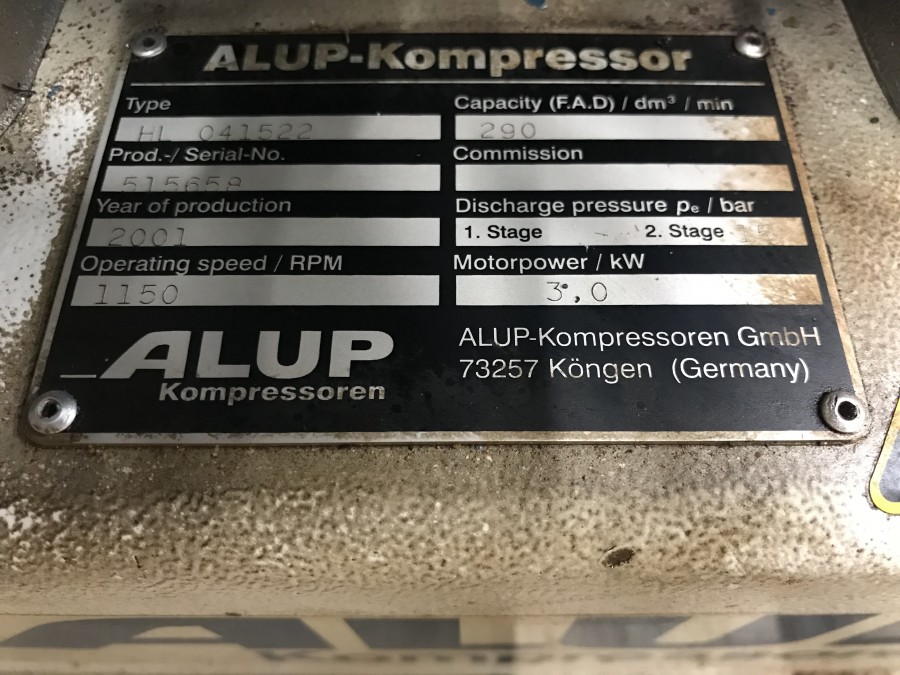 ALUP-Kompressor
Type
HL 041522
Capacity (F.A.D) / dm³ / min
290
Prod.-/ Serial-No.
515658
Commission
Year of production
2001
Discharge pressure pₑ / bar
1. Stage 2. Stage
Operating speed / RPM
1150
Motorpower / kW
3.0
ALUP
Kompressoren
ALUP-Kompressoren GmbH
73257 Köngen (Germany)